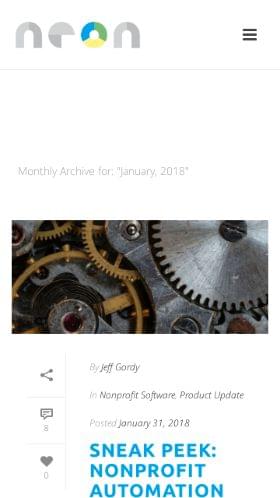 neon
Monthly Archive for: "January, 2018"
By Jeff Gordy
In Nonprofit Software, Product Update
8
Posted January 31, 2018
0
SNEAK PEEK:
NONPROFIT
AUTOMATION